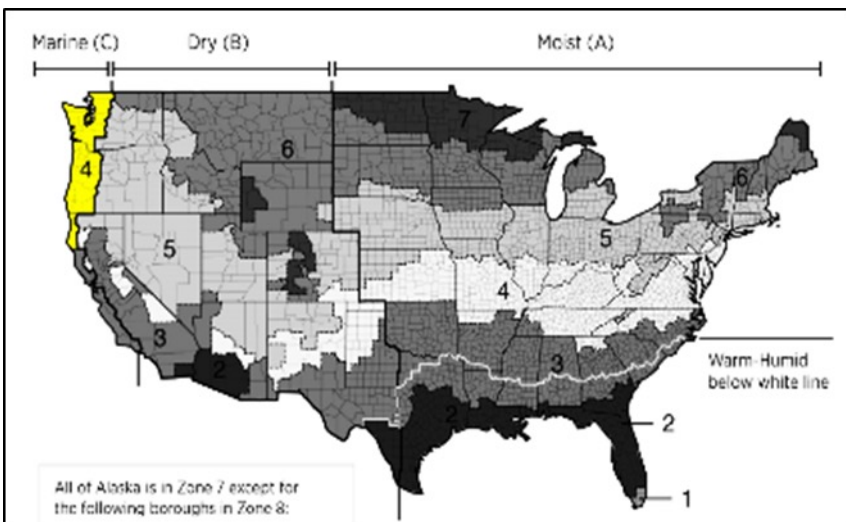 Marine (C) Dry (B) Moist (A)
7
6
4
6
5
5
4
3
3
Warm-Humid
below white line
2
2
2
1
All of Alaska is in Zone 7 except for
the following boroughs in Zone 8: